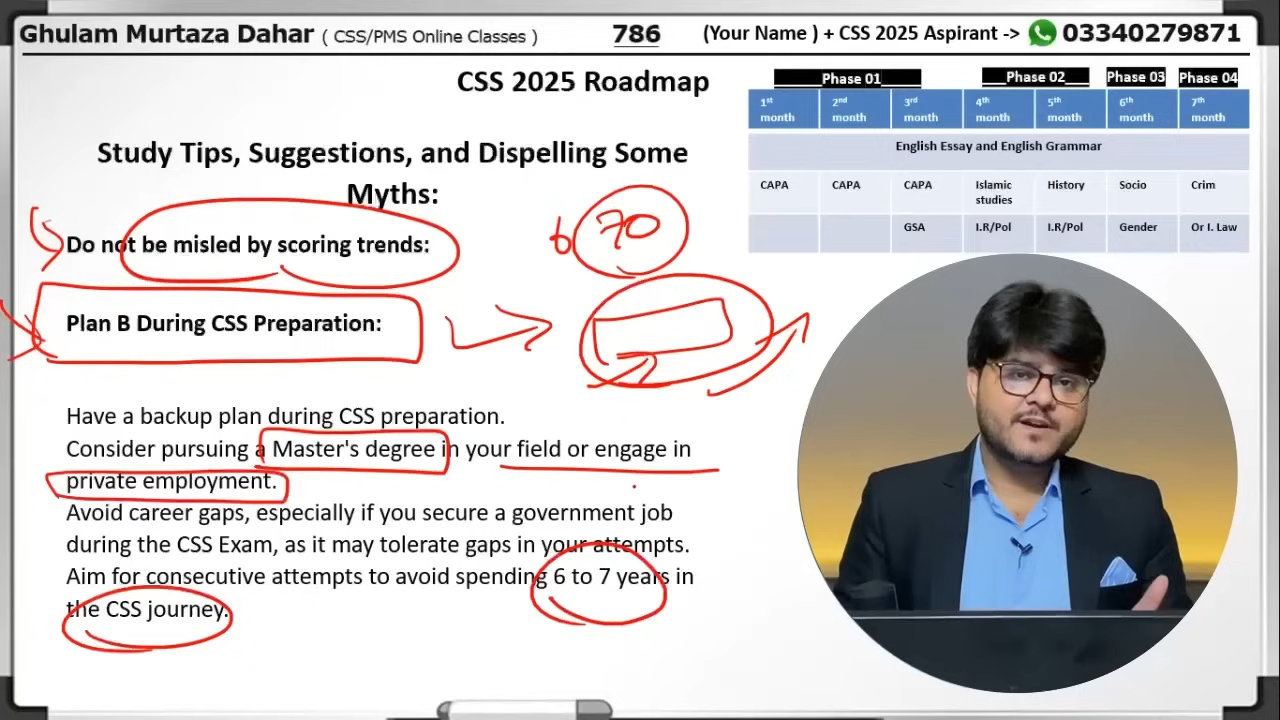 Ghulam Murtaza Dahar ( CSS/PMS Online Classes ) 786 (Your Name ) + CSS 2025 Aspirant -> 03340279871
CSS 2025 Roadmap
Study Tips, Suggestions, and Dispelling Some
Myths:
Do not be misled by scoring trends:
70
Plan B During CSS Preparation:
Have a backup plan during CSS preparation.
Consider pursuing a Master's degree in your field or engage in
private employment.
Avoid career gaps, especially if you secure a government job
during the CSS Exam, as it may tolerate gaps in your attempts.
Aim for consecutive attempts to avoid spending 6 to 7 years in
the CSS journey.
Phase 01 Phase 02 Phase 03 Phase 04
1st month 2nd month 3rd month 4th month 5th month 6th month 7th month
English Essay and English Grammar
CAPA CAPA CAPA Islamic studies History Socio Crim
GSA I.R/Pol I.R/Pol Gender Or I. Law